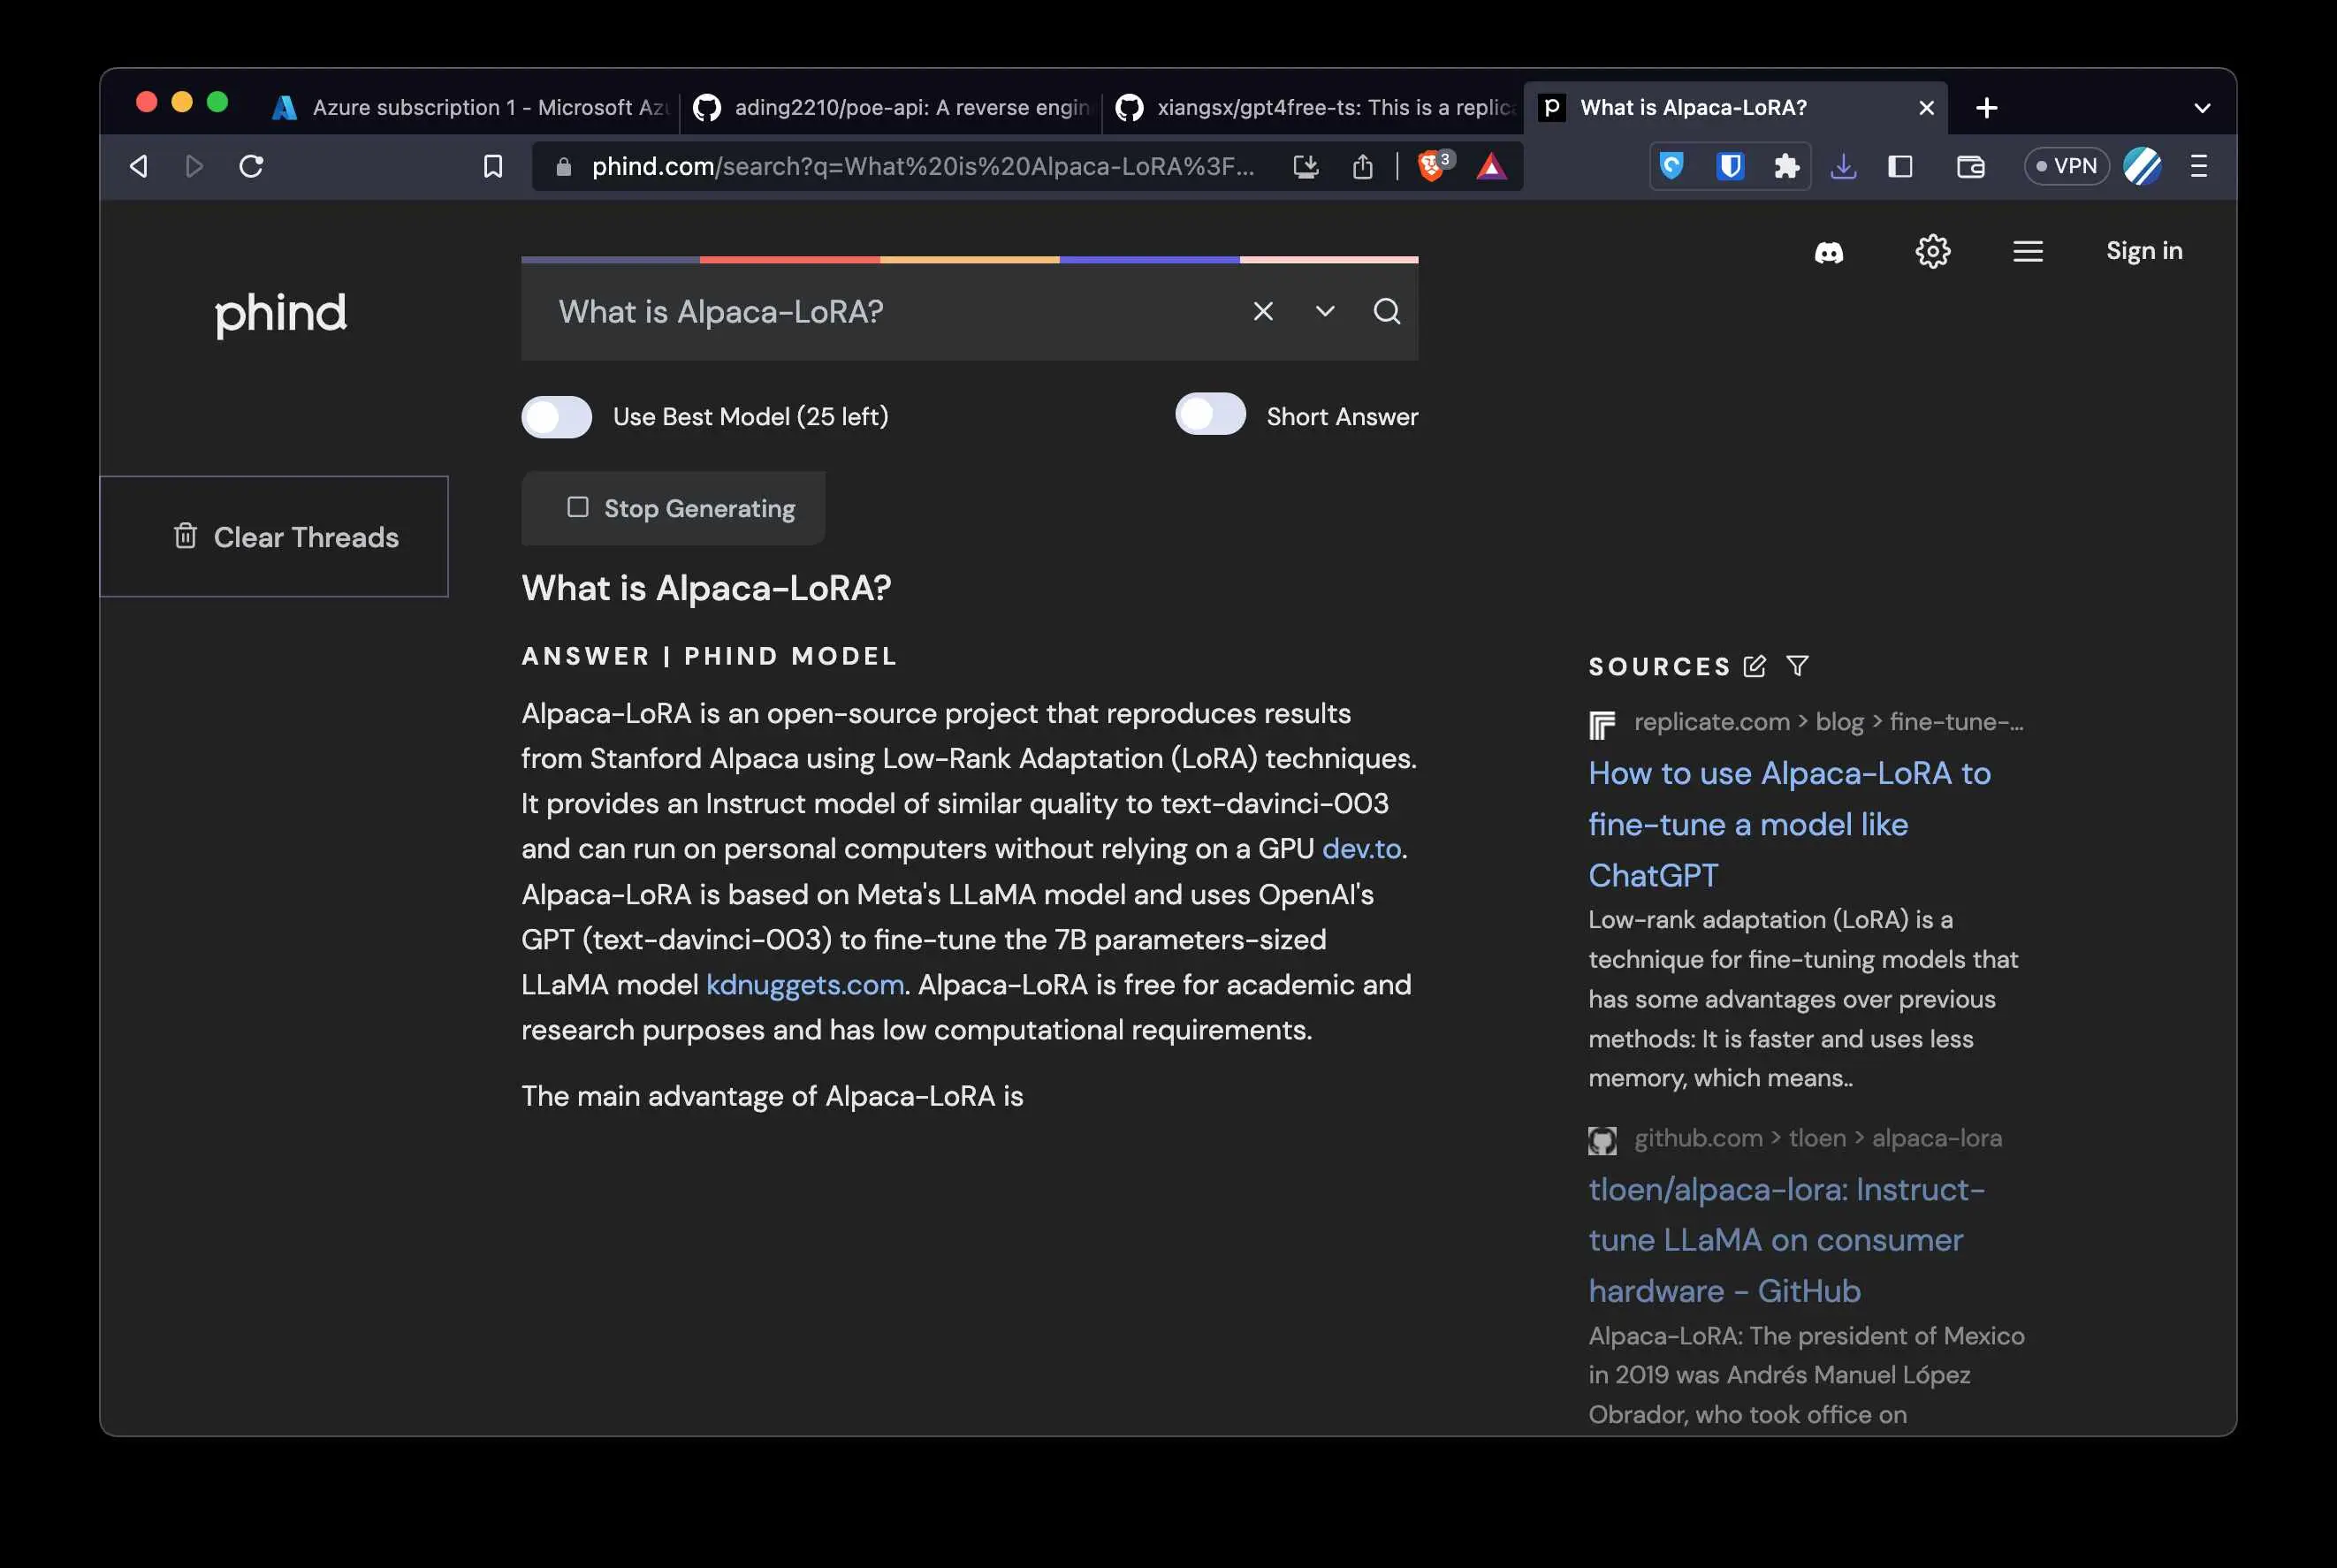 Azure subscription 1 - Microsoft Az
ading2210/poe-api: A reverse engin
xiangsx/gpt4free-ts: This is a replic
p What is Alpaca-LoRA?
phind.com/search?q=What%20is%20Alpaca-LoRA%3F...
3
VPN
Sign in
phind
What is Alpaca-LoRA?
Use Best Model (25 left)
Short Answer
Stop Generating
Clear Threads
What is Alpaca-LoRA?
ANSWER | PHIND MODEL
Alpaca-LoRA is an open-source project that reproduces results
from Stanford Alpaca using Low-Rank Adaptation (LoRA) techniques.
It provides an Instruct model of similar quality to text-davinci-003
and can run on personal computers without relying on a GPU dev.to.
Alpaca-LoRA is based on Meta's LLaMA model and uses OpenAI's
GPT (text-davinci-003) to fine-tune the 7B parameters-sized
LLaMA model kdnuggets.com. Alpaca-LoRA is free for academic and
research purposes and has low computational requirements.
The main advantage of Alpaca-LoRA is
SOURCES
replicate.com > blog > fine-tune-...
How to use Alpaca-LoRA to
fine-tune a model like
ChatGPT
Low-rank adaptation (LoRA) is a
technique for fine-tuning models that
has some advantages over previous
methods: It is faster and uses less
memory, which means..
github.com > tloen > alpaca-lora
tloen/alpaca-lora: Instruct-
tune LLaMA on consumer
hardware - GitHub
Alpaca-LoRA: The president of Mexico
in 2019 was Andrés Manuel López
Obrador, who took office on